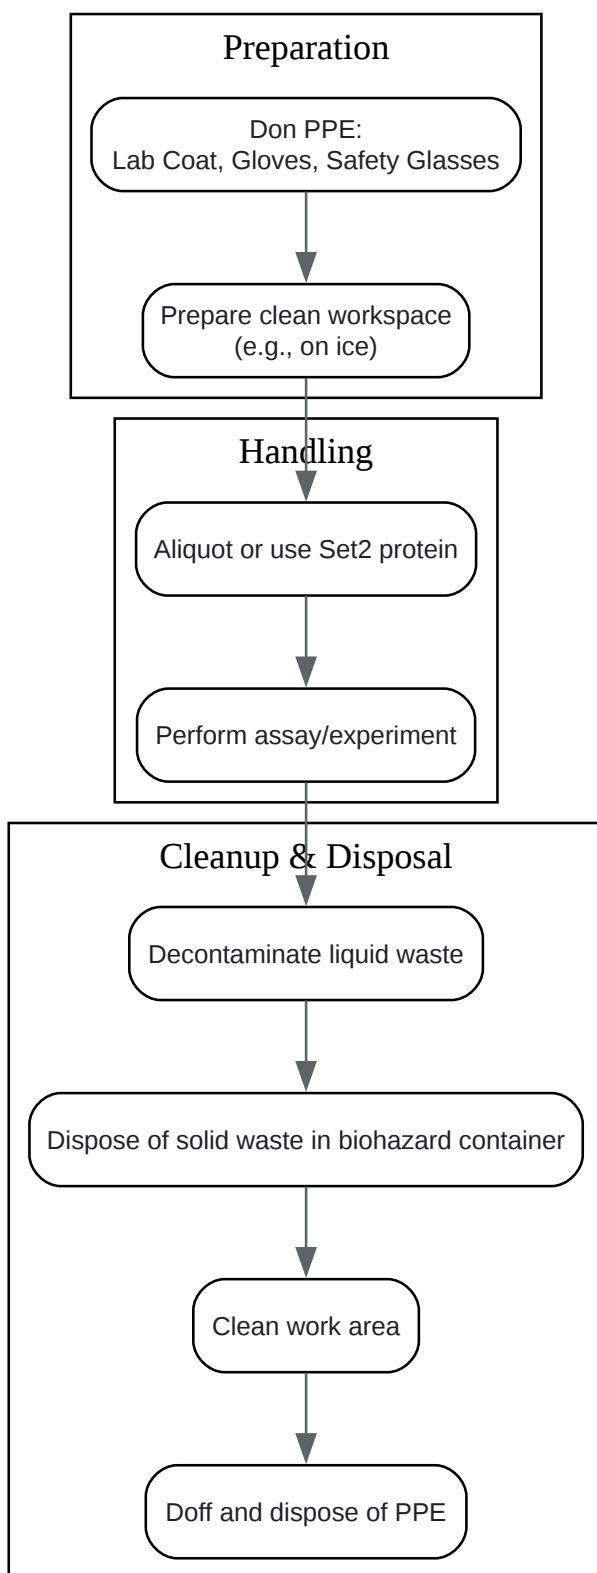 Preparation
Don PPE:
Lab Coat, Gloves, Safety Glasses
Prepare clean workspace
(e.g., on ice)
Handling
Aliquot or use Set2 protein
Perform assay/experiment
Cleanup & Disposal
Decontaminate liquid waste
Dispose of solid waste in biohazard container
Clean work area
Doff and dispose of PPE